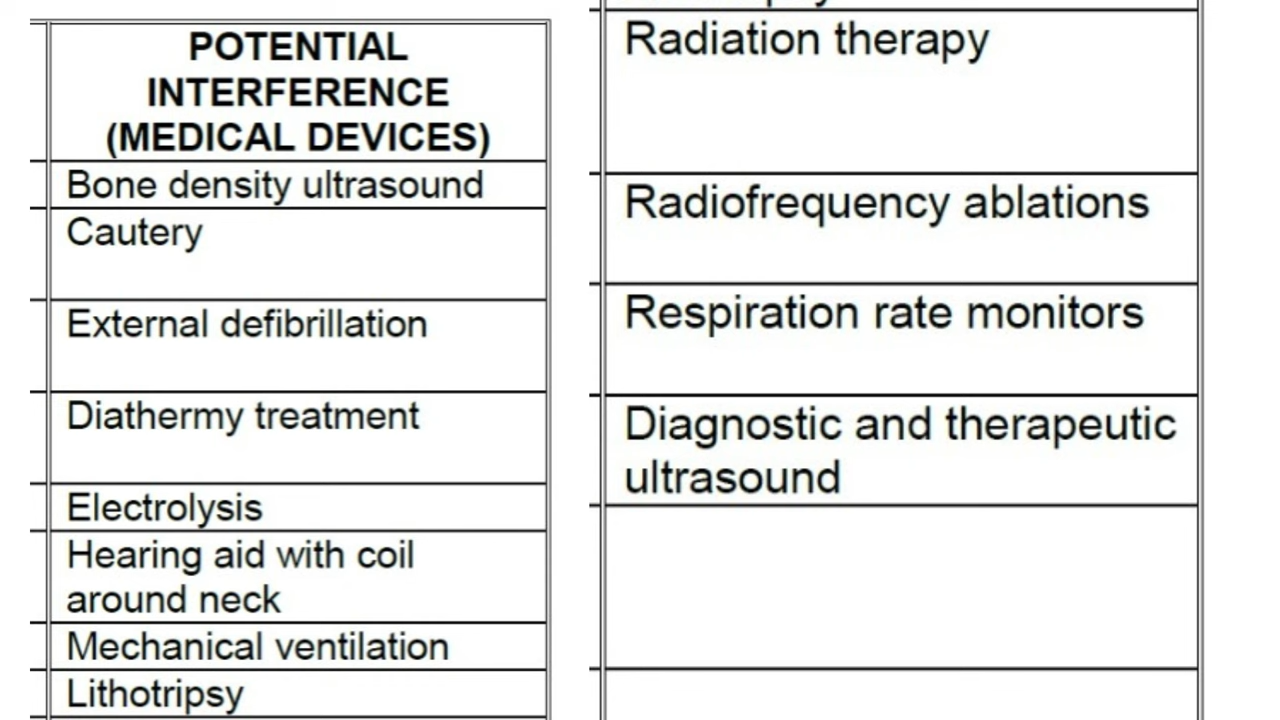 POTENTIAL
INTERFERENCE
(MEDICAL DEVICES)
Bone density ultrasound
Cautery
External defibrillation
Diathermy treatment
Electrolysis
Hearing aid with coil
around neck
Mechanical ventilation
Lithotripsy
Radiation therapy
Radiofrequency ablations
Respiration rate monitors
Diagnostic and therapeutic
ultrasound